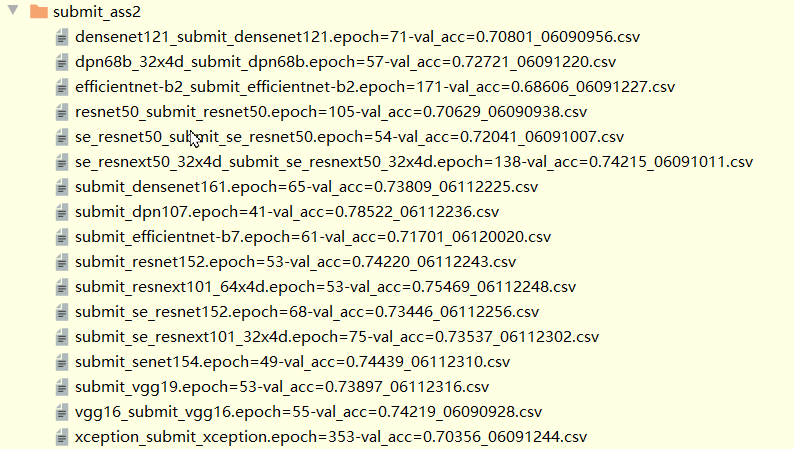 submit_ass2
densenet121_submit_densenet121.epoch=71-val_acc=0.70801_06090956.csv
dpn68b_32x4d_submit_dpn68b.epoch=57-val_acc=0.72721_06091220.csv
efficientnet-b2_submit_efficientnet-b2.epoch=171-val_acc=0.68606_06091227.csv
resnet50_submit_resnet50.epoch=105-val_acc=0.70629_06090938.csv
se_resnet50_submit_se_resnet50.epoch=54-val_acc=0.72041_06091007.csv
se_resnext50_32x4d_submit_se_resnext50_32x4d.epoch=138-val_acc=0.74215_06091011.csv
submit_densenet161.epoch=65-val_acc=0.73809_06112225.csv
submit_dpn107.epoch=41-val_acc=0.78522_06112236.csv
submit_efficientnet-b7.epoch=61-val_acc=0.71701_06120020.csv
submit_resnet152.epoch=53-val_acc=0.74220_06112243.csv
submit_resnext101_64x4d.epoch=53-val_acc=0.75469_06112248.csv
submit_se_resnet152.epoch=68-val_acc=0.73446_06112256.csv
submit_se_resnext101_32x4d.epoch=75-val_acc=0.73537_06112302.csv
submit_senet154.epoch=49-val_acc=0.74439_06112310.csv
submit_vgg19.epoch=53-val_acc=0.73897_06112316.csv
vgg16_submit_vgg16.epoch=55-val_acc=0.74219_06090928.csv
xception_submit_xception.epoch=353-val_acc=0.70356_06091244.csv